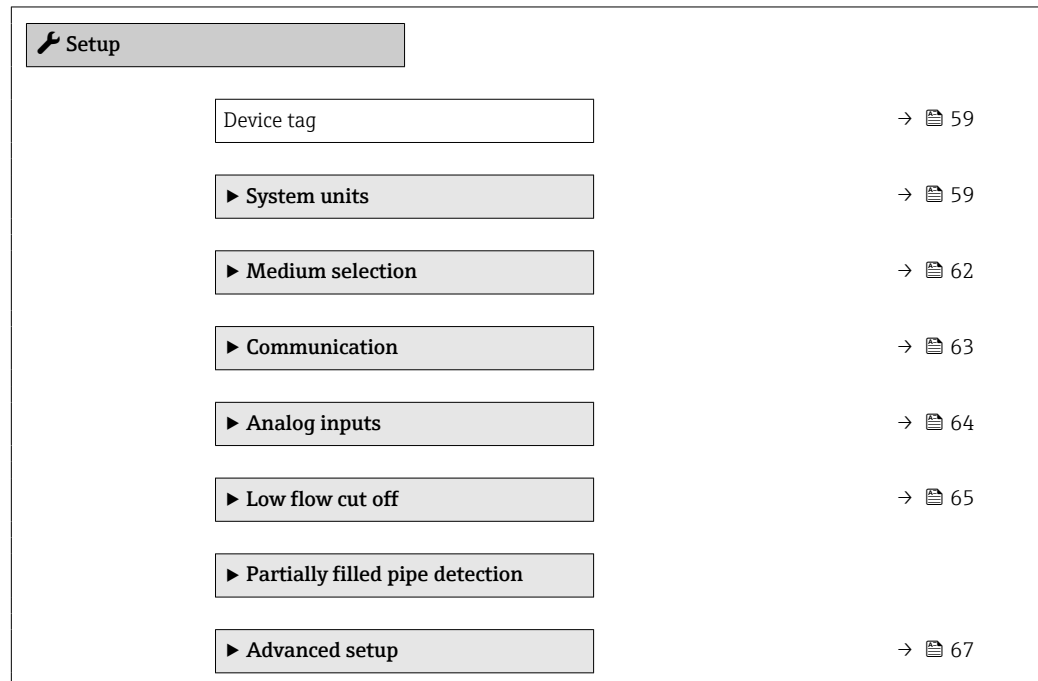 Setup
Device tag → 59
▶ System units → 59
▶ Medium selection → 62
▶ Communication → 63
▶ Analog inputs → 64
▶ Low flow cut off → 65
▶ Partially filled pipe detection
▶ Advanced setup → 67